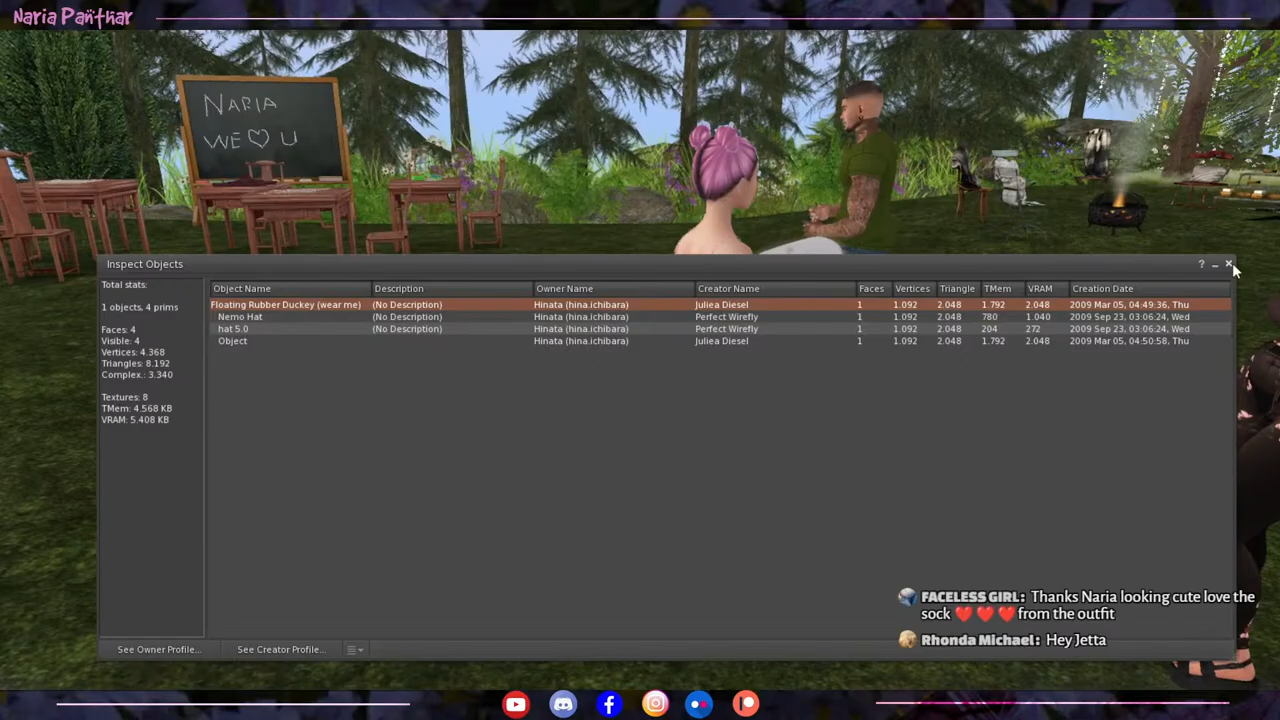 Naria Panthar
NARIA
WE ♡ U
Inspect Objects
?
Total stats:
1 objects, 4 prims
Faces: 4
Visible: 4
Vertices: 4.368
Triangles: 8.192
Complex.: 3.340
Textures: 8
TMem: 4.568 KB
VRAM: 5.408 KB
Object Name Description Owner Name Creator Name Faces Vertices Triangle TMem VRAM Creation Date
Floating Rubber Duckey (wear me) (No Description) Hinata (hina.ichibara) Juliea Diesel 1 1.092 2.048 1.792 2.048 2009 Mar 05, 04:49:36, Thu
Nemo Hat (No Description) Hinata (hina.ichibara) Perfect Wirefly 1 1.092 2.048 780 1.040 2009 Sep 23, 03:06:24, Wed
hat 5.0 (No Description) Hinata (hina.ichibara) Perfect Wirefly 1 1.092 2.048 204 272 2009 Sep 23, 03:06:24, Wed
Object (No Description) Hinata (hina.ichibara) Juliea Diesel 1 1.092 2.048 1.792 2.048 2009 Mar 05, 04:50:58, Thu
FACELESS GIRL: Thanks Naria looking cute love the
sock ❤️❤️❤️from the outfit
Rhonda Michael: Hey Jetta
See Owner Profile... See Creator Profile...